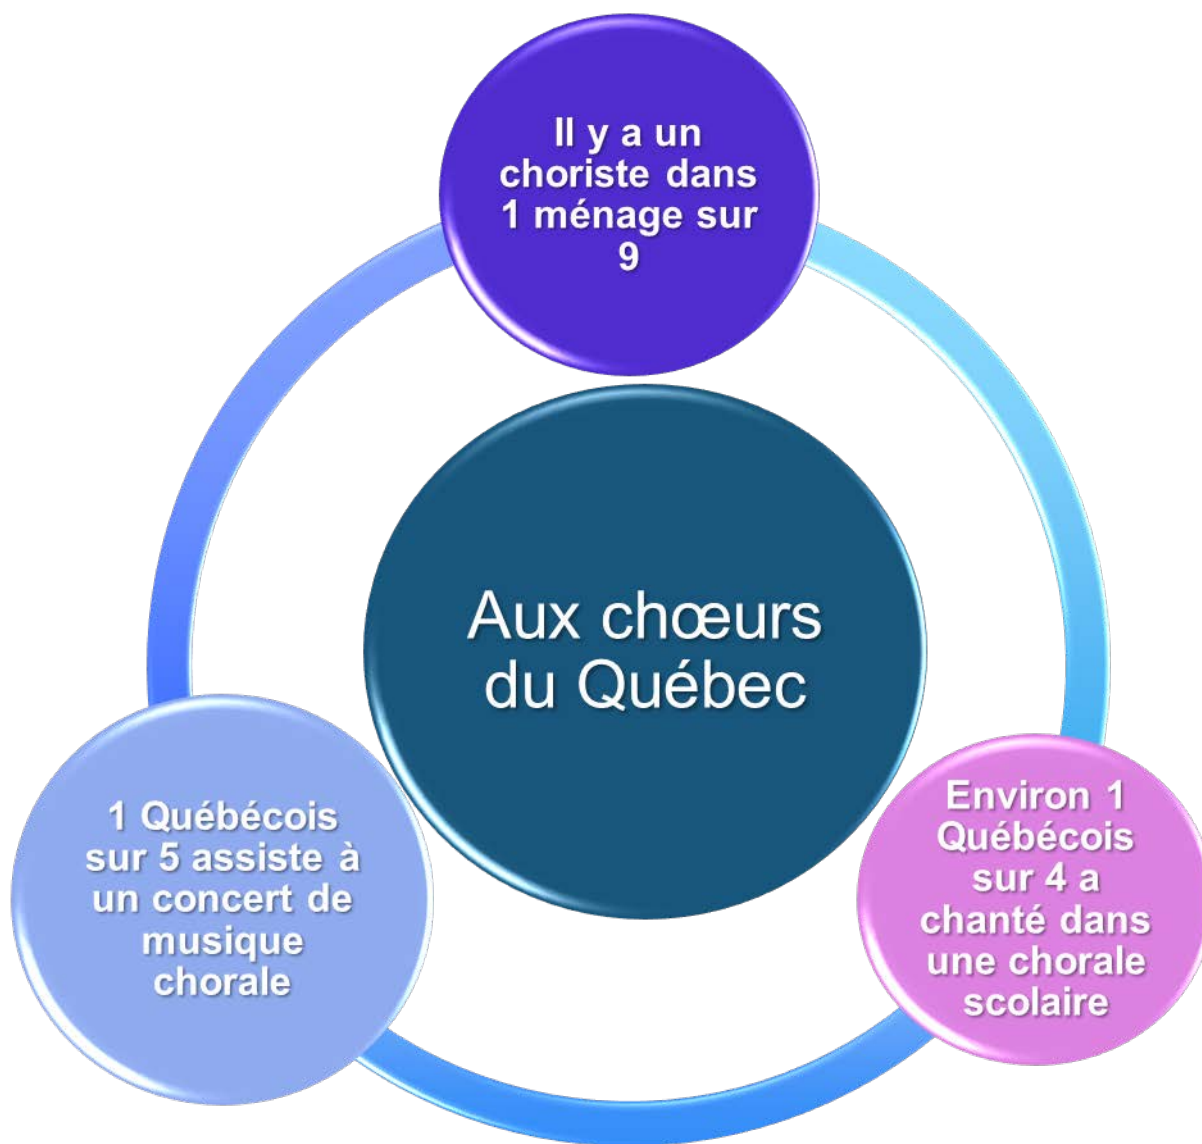 Il y a un
choriste dans
1 ménage sur
9
Aux chœurs
du Québec
1 Québécois
sur 5 assiste à
un concert de
musique
chorale
Environ 1
Québécois
sur 4 a
chanté dans
une chorale
scolaire